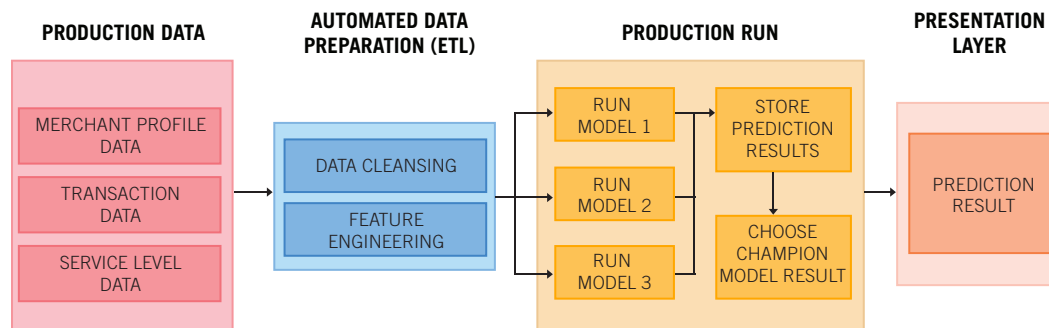 PRODUCTION DATA
AUTOMATED DATA
PREPARATION (ETL)
PRODUCTION RUN
PRESENTATION
LAYER
MERCHANT PROFILE
DATA
TRANSACTION
DATA
SERVICE LEVEL
DATA
DATA CLEANSING
FEATURE
ENGINEERING
RUN
MODEL 1
RUN
MODEL 2
RUN
MODEL 3
STORE
PREDICTION
RESULTS
CHOOSE
CHAMPION
MODEL RESULT
PREDICTION
RESULT